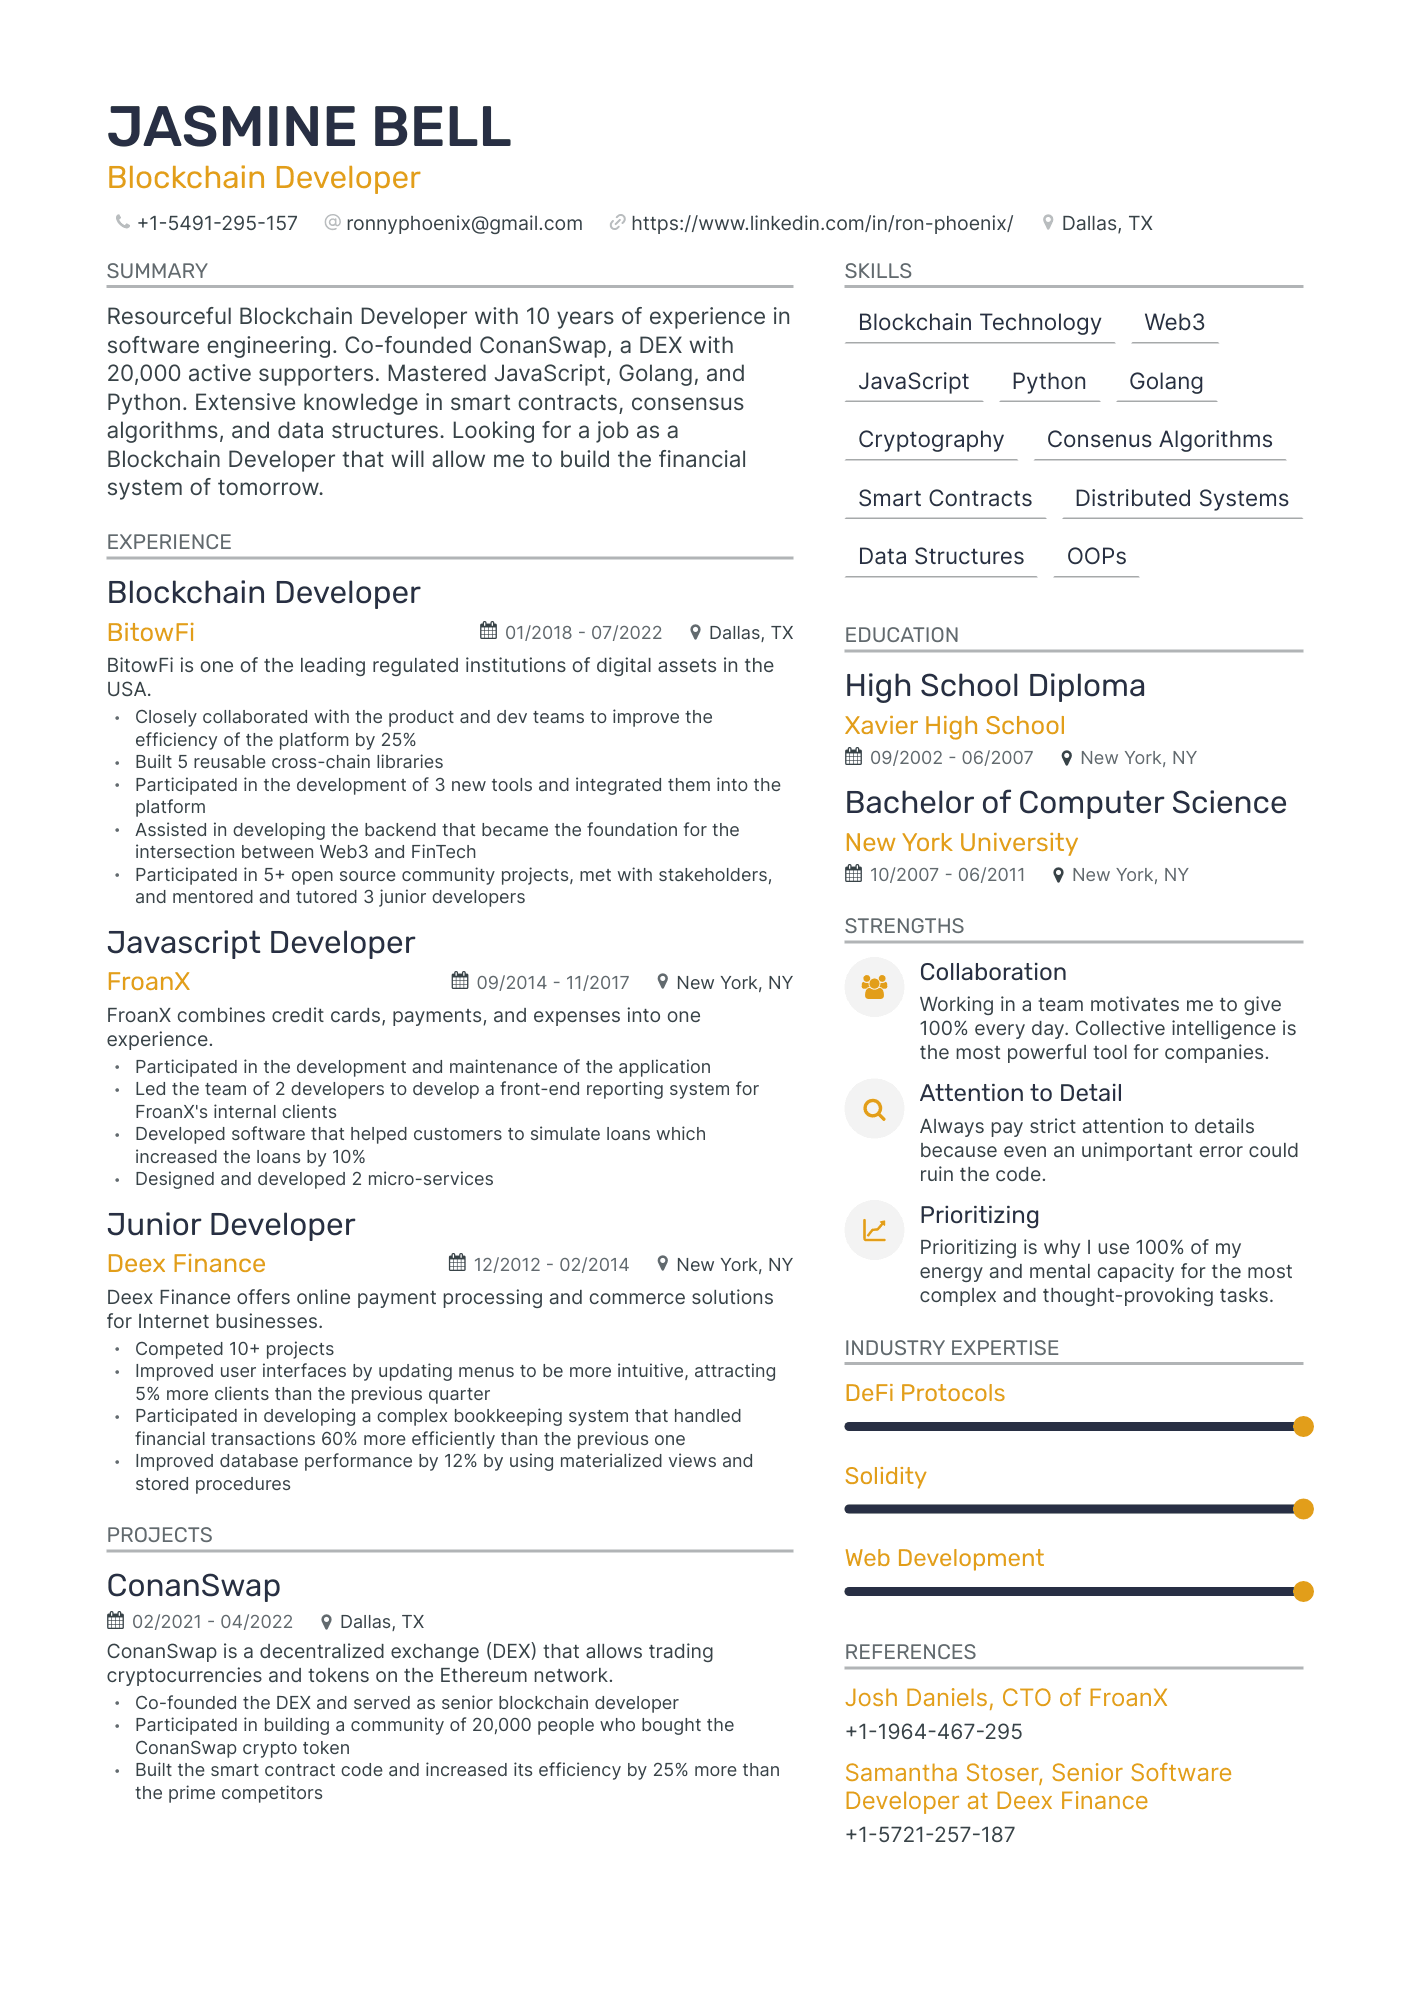 JASMINE BELL
Blockchain Developer
+1-5491-295-157 ronnyphoenix@gmail.com https://www.linkedin.com/in/ron-phoenix/ Dallas, TX
SUMMARY
Resourceful Blockchain Developer with 10 years of experience in
software engineering. Co-founded ConanSwap, a DEX with
20,000 active supporters. Mastered JavaScript, Golang, and
Python. Extensive knowledge in smart contracts, consensus
algorithms, and data structures. Looking for a job as a
Blockchain Developer that will allow me to build the financial
system of tomorrow.
EXPERIENCE
Blockchain Developer
BitowFi 01/2018 - 07/2022 Dallas, TX
BitowFi is one of the leading regulated institutions of digital assets in the
USA.
• Closely collaborated with the product and dev teams to improve the
efficiency of the platform by 25%
• Built 5 reusable cross-chain libraries
• Participated in the development of 3 new tools and integrated them into the
platform
• Assisted in developing the backend that became the foundation for the
intersection between Web3 and FinTech
• Participated in 5+ open source community projects, met with stakeholders,
and mentored and tutored 3 junior developers
Javascript Developer
FroanX 09/2014 - 11/2017 New York, NY
FroanX combines credit cards, payments, and expenses into one
experience.
• Participated in the development and maintenance of the application
• Led the team of 2 developers to develop a front-end reporting system for
FroanX's internal clients
• Developed software that helped customers to simulate loans which
increased the loans by 10%
• Designed and developed 2 micro-services
Junior Developer
Deex Finance 12/2012 - 02/2014 New York, NY
Deex Finance offers online payment processing and commerce solutions
for Internet businesses.
• Competed 10+ projects
• Improved user interfaces by updating menus to be more intuitive, attracting
5% more clients than the previous quarter
• Participated in developing a complex bookkeeping system that handled
financial transactions 60% more efficiently than the previous one
• Improved database performance by 12% by using materialized views and
stored procedures
PROJECTS
ConanSwap
02/2021 - 04/2022 Dallas, TX
ConanSwap is a decentralized exchange (DEX) that allows trading
cryptocurrencies and tokens on the Ethereum network.
• Co-founded the DEX and served as senior blockchain developer
• Participated in building a community of 20,000 people who bought the
ConanSwap crypto token
• Built the smart contract code and increased its efficiency by 25% more than
the prime competitors
SKILLS
Blockchain Technology Web3
JavaScript Python Golang
Cryptography Consenus Algorithms
Smart Contracts Distributed Systems
Data Structures OOPs
EDUCATION
High School Diploma
Xavier High School
09/2002 - 06/2007 New York, NY
Bachelor of Computer Science
New York University
10/2007 - 06/2011 New York, NY
STRENGTHS
Collaboration
Working in a team motivates me to give
100% every day. Collective intelligence is
the most powerful tool for companies.
Attention to Detail
Always pay strict attention to details
because even an unimportant error could
ruin the code.
Prioritizing
Prioritizing is why I use 100% of my
energy and mental capacity for the most
complex and thought-provoking tasks.
INDUSTRY EXPERTISE
DeFi Protocols
Solidity
Web Development
REFERENCES
Josh Daniels, CTO of FroanX
+1-1964-467-295
Samantha Stoser, Senior Software
Developer at Deex Finance
+1-5721-257-187